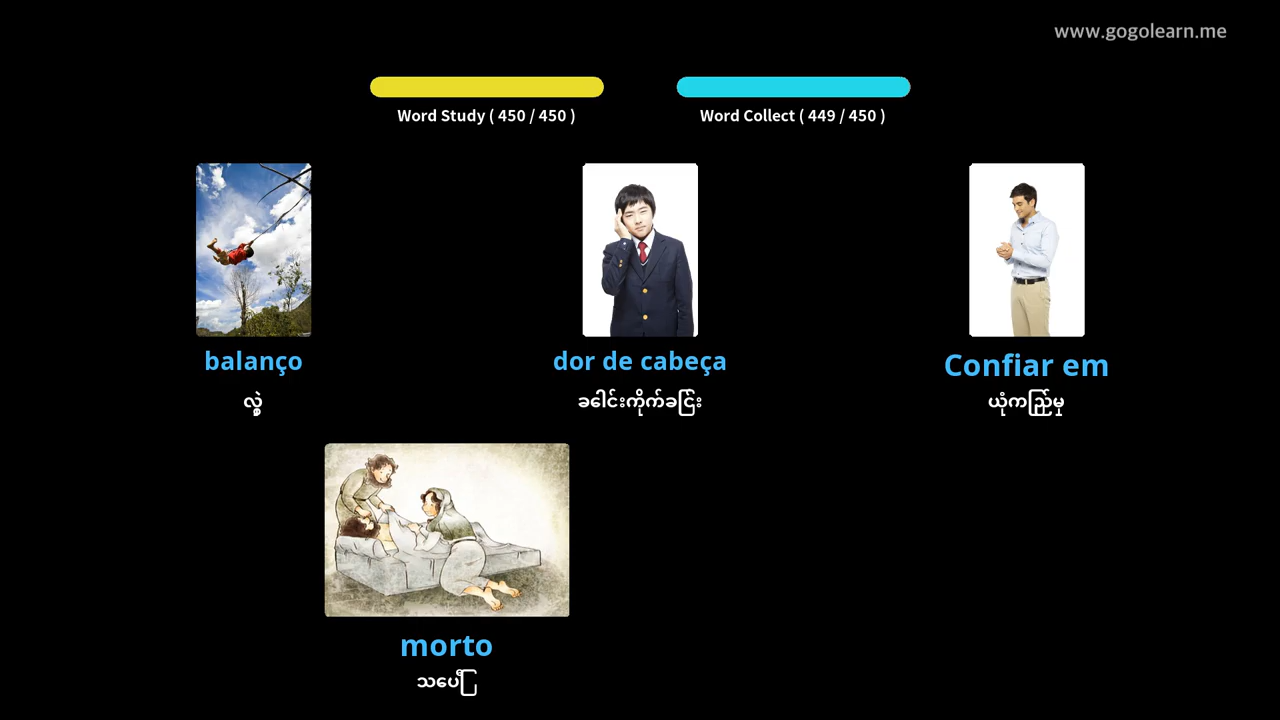 www.gogolearn.me
Word Study ( 450 / 450 )
Word Collect ( 449 / 450 )
balanço
dor de cabeça
Confiar em
လွှဲ
ခေါင်းကိုက်ခြင်း
ယုံကြည်မှု
morto
သေပြီ